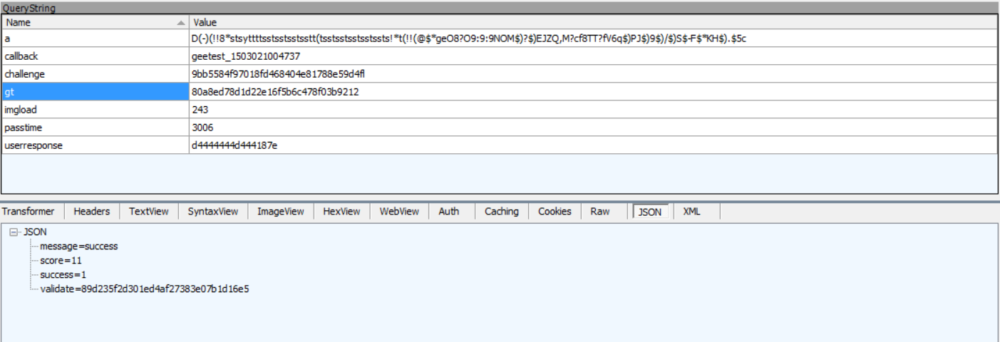 QueryString
Name Value
a D(-)(!!8*stsyttttsstsstsstsstt(tsstsstsstsstssts!*t(!!(@$*geO8?O9:9:9NOM$)?$)EJZQ,M?cf8TT?fV6q$)PJ$)9$)/$)S$-F$*KH$).$5c
callback geetest_1503021004737
challenge 9bb5584f97018fd468404e81788e59d4fl
gt 80a8ed78d1d22e16f5b6c478f03b9212
imgload 243
passtime 3006
userresponse d4444444d444187e
Transformer Headers TextView SyntaxView ImageView HexView WebView Auth Caching Cookies Raw JSON XML
JSON
message=success
score=11
success=1
validate=89d235f2d301ed4af27383e07b1d16e5